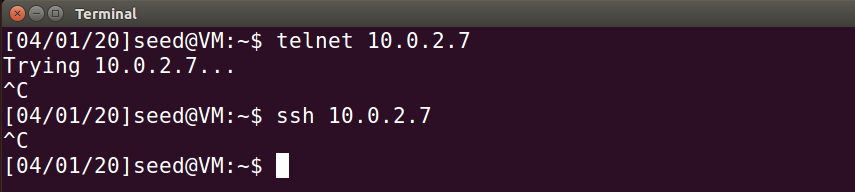 Terminal
[04/01/20]seed@VM:~$ telnet 10.0.2.7
Trying 10.0.2.7...
^C
[04/01/20]seed@VM:~$ ssh 10.0.2.7
^C
[04/01/20]seed@VM:~$